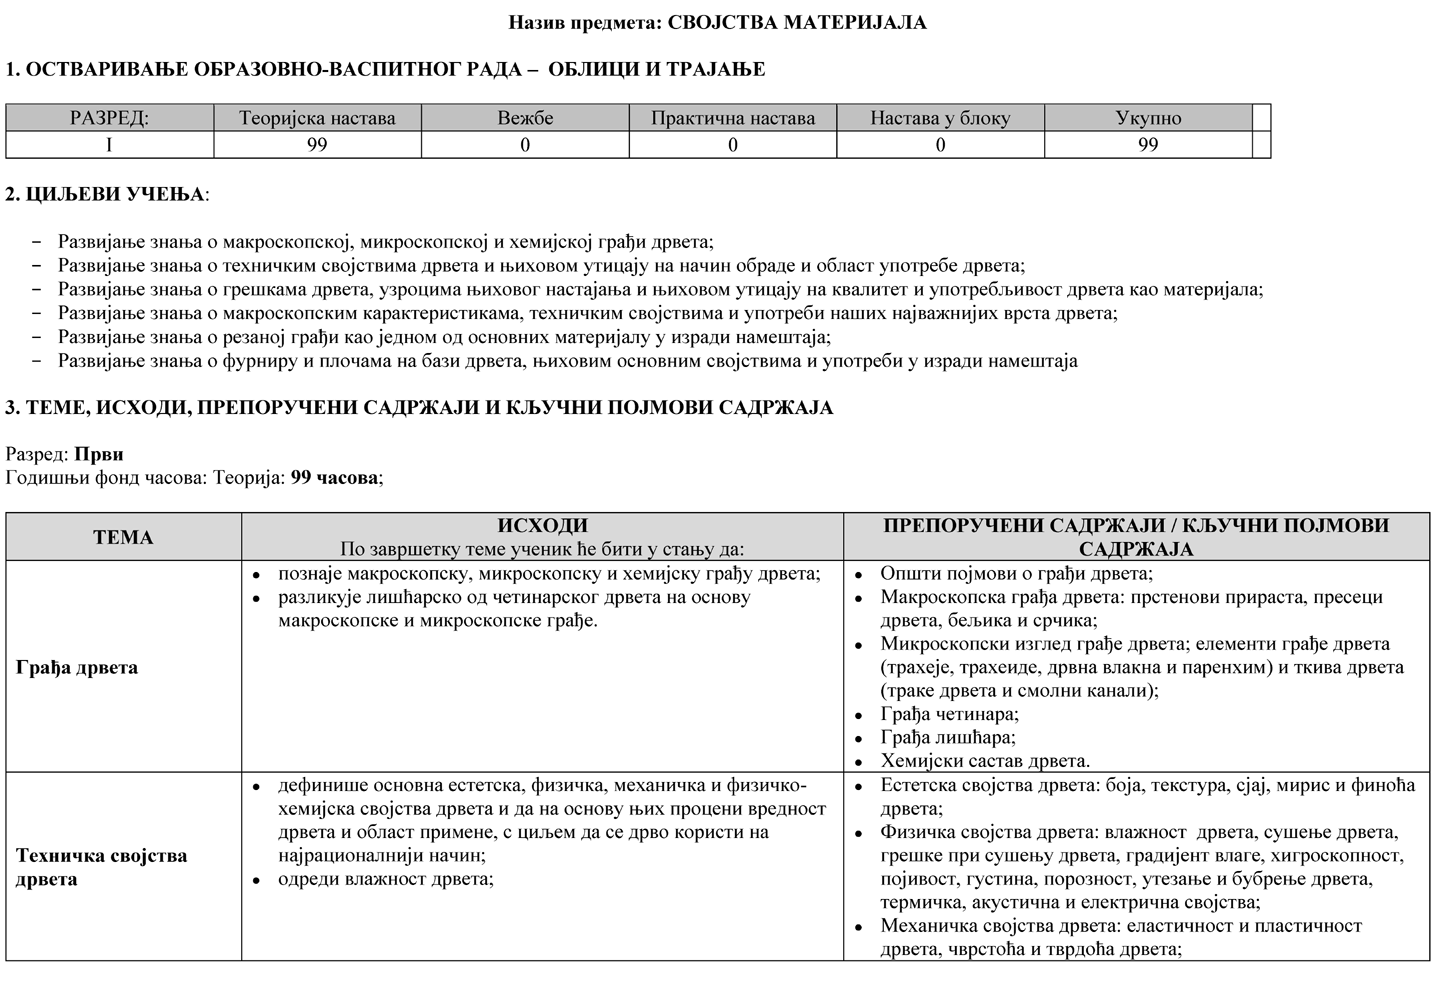 Назив предмета: СВОЈСТВА МАТЕРИЈАЛА
1. ОСТВАРИВАЊЕ ОБРАЗОВНО-ВАСПИТНОГ РАДА – ОБЛИЦИ И ТРАЈАЊЕ
РАЗРЕД: Теоријска настава Вежбе Практична настава Настава у блоку Укупно
I 99 0 0 0 99
2. ЦИЉЕВИ УЧЕЊА:
– Развијање знања о макроскопској, микроскопској и хемијској грађи дрвета;
– Развијање знања о техничким својствима дрвета и њиховом утицају на начин обраде и област употребе дрвета;
– Развијање знања о грешкама дрвета, узроцима њиховог настајања и њиховом утицају на квалитет и употребљивост дрвета као материјала;
– Развијање знања о макроскопским карактеристикама, техничким својствима и употреби наших најважнијих врста дрвета;
– Развијање знања о резаној грађи као једном од основних материјалу у изради намештаја;
– Развијање знања о фурниру и плочама на бази дрвета, њиховим основним својствима и употреби у изради намештаја
3. ТЕМЕ, ИСХОДИ, ПРЕПОРУЧЕНИ САДРЖАЈИ И КЉУЧНИ ПОЈМОВИ САДРЖАЈА
Разред: Први
Годишњи фонд часова: Теорија: 99 часова;
ТЕМА
ИСХОДИ
По завршетку теме ученик ће бити у стању да:
ПРЕПОРУЧЕНИ САДРЖАЈИ / КЉУЧНИ ПОЈМОВИ
САДРЖАЈА
Грађа дрвета
• познаје макроскопску, микроскопску и хемијску грађу дрвета;
• разликује лишћарско од четинарског дрвета на основу
макроскопске и микроскопске грађе.
• Општи појмови о грађи дрвета;
• Макроскопска грађа дрвета: прстенови прираста, пресеци
дрвета, бељика и срчика;
• Микроскопски изглед грађе дрвета; елементи грађе дрвета
(трахеје, трахеиде, дрвна влакна и паренхим) и ткива дрвета
(траке дрвета и смолни канали);
• Грађа четинара;
• Грађа лишћара;
• Хемијски састав дрвета.
Техничка својства
дрвета
• дефинише основна естетска, физичка, механичка и физичко-
хемијска својства дрвета и да на основу њих процени вредност
дрвета и област примене, с циљем да се дрво користи на
најрационалнији начин;
• одреди влажност дрвета;
• Естетска својства дрвета: боја, текстура, сјај, мирис и финоћа
дрвета;
• Физичка својства дрвета: влажност дрвета, сушење дрвета,
грешке при сушењу дрвета, градијент влаге, хигроскопност,
појивост, густина, порозност, утезање и бубрење дрвета,
термичка, акустична и електрична својства;
• Механичка својства дрвета: еластичност и пластичност
дрвета, чврстоћа и тврдоћа дрвета;